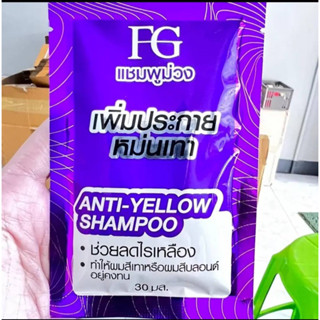 FG
แชมพูม่วง
เพิ่มประกาย
หม่นเทา
ANTI-YELLOW
SHAMPOO
• ช่วยลดไรเหลือง
• ทำให้ผมสีเทาหรือผมสีบลอนด์
อยู่คงทน
30 มล.